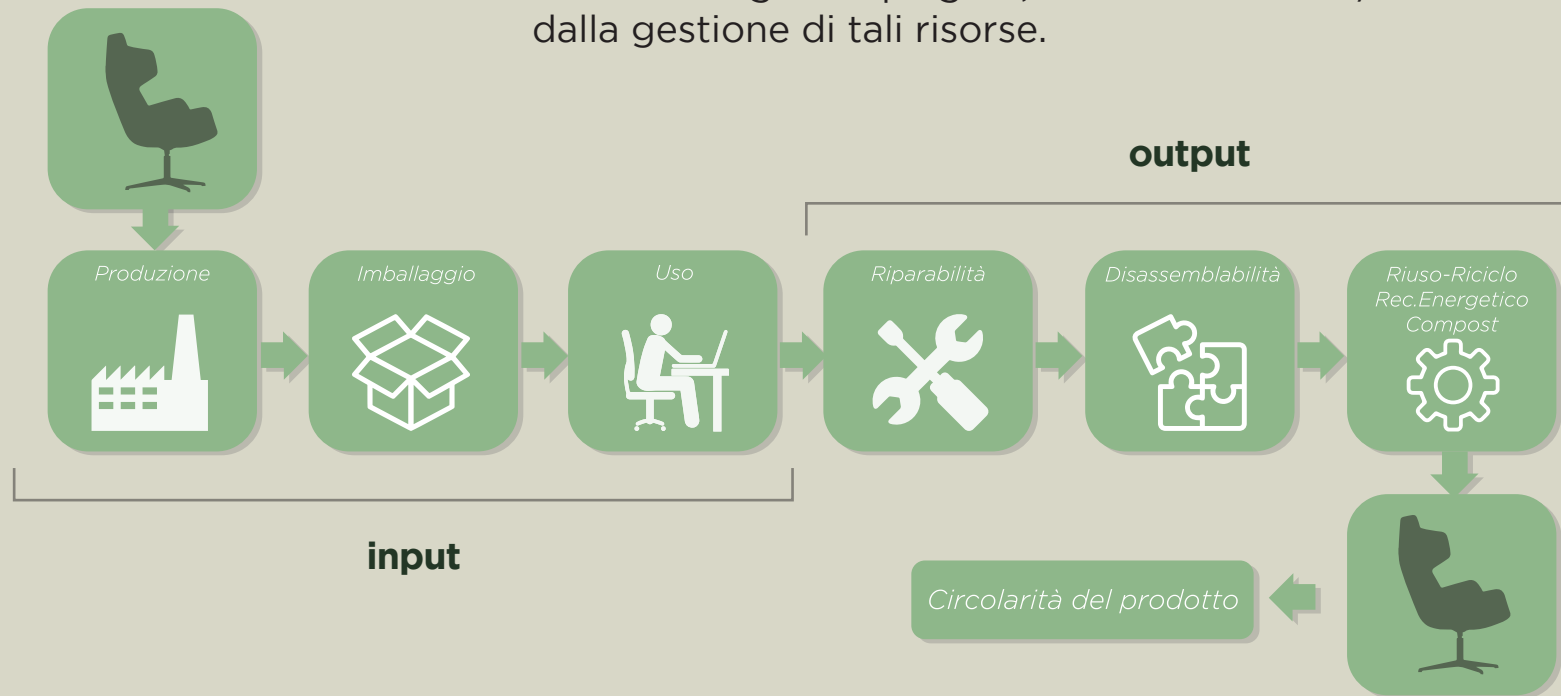 dalla gestione di tali risorse.
output
Produzione
Imballaggio
Uso
Riparabilità
Disassemblabilità
Riuso-Riciclo
Rec.Energetico
Compost
input
Circolarità del prodotto